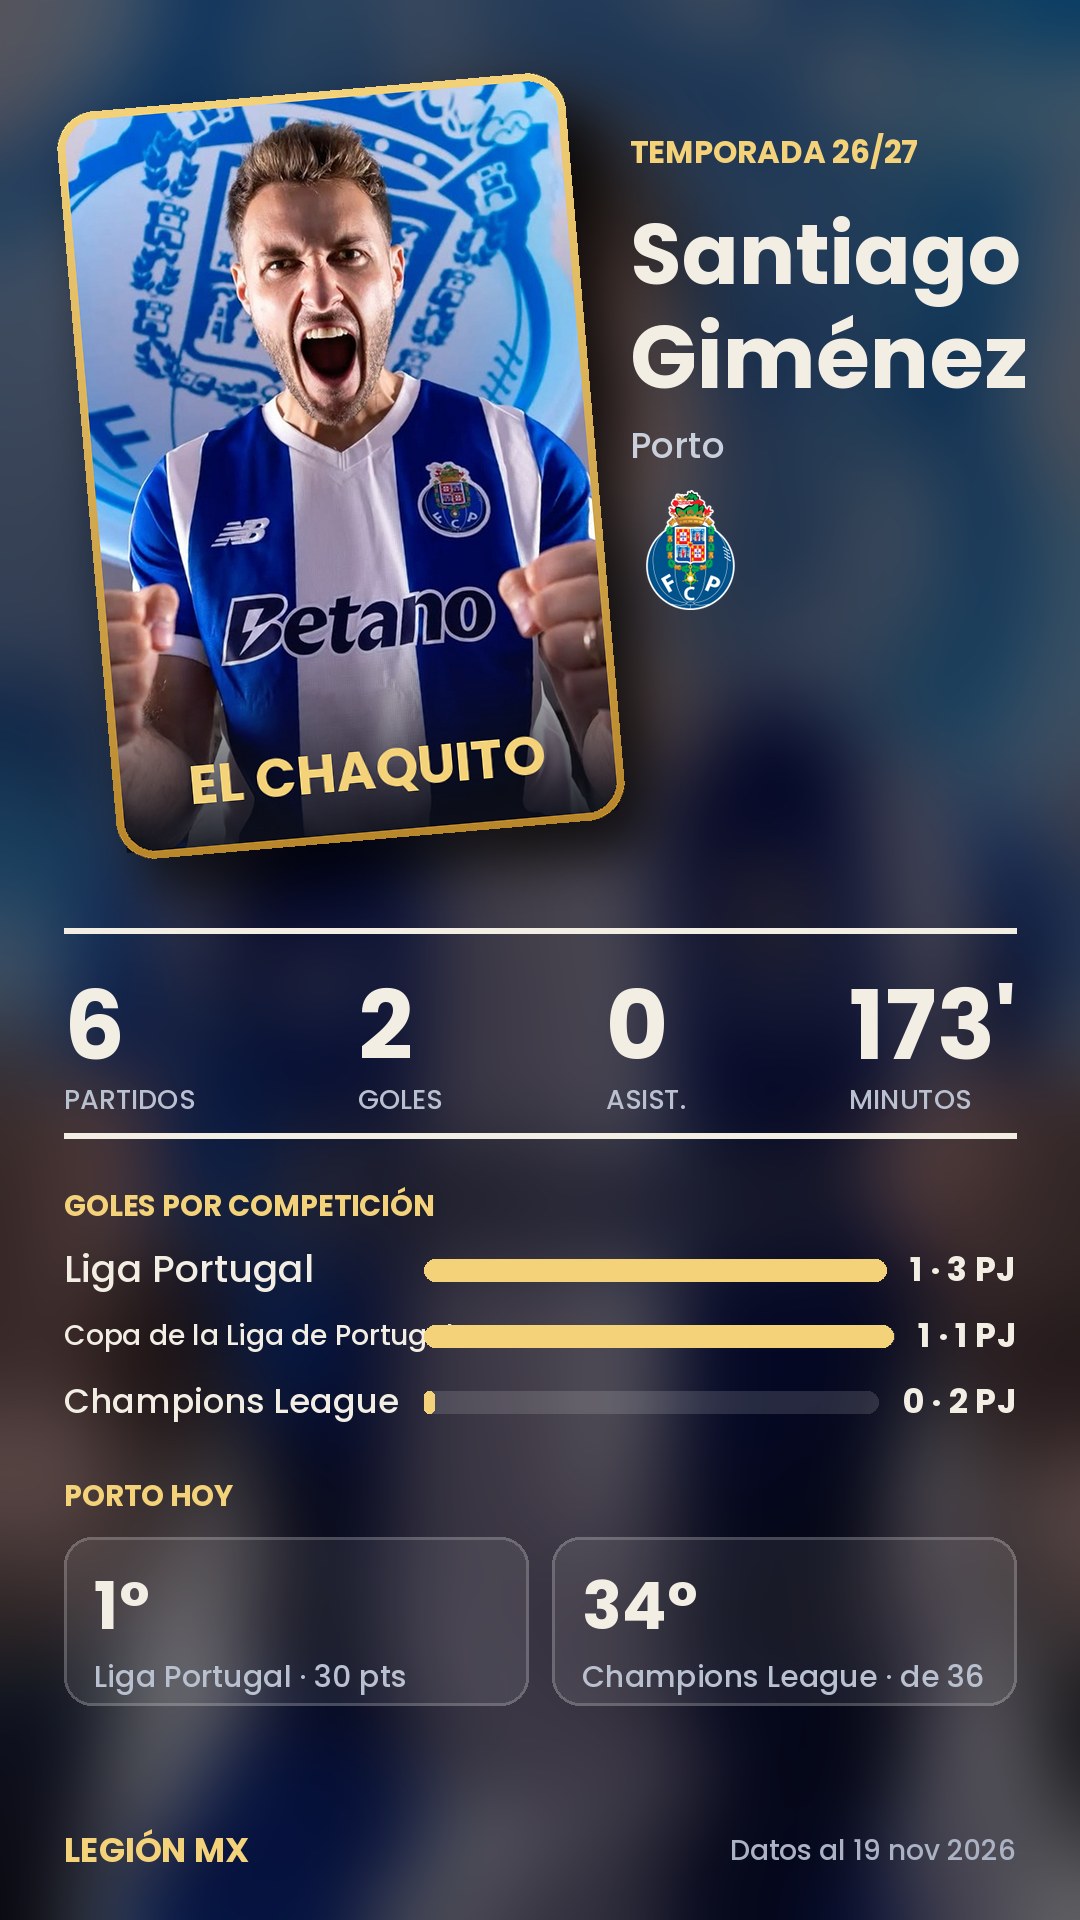 TEMPORADA 26/27
Santiago
Giménez
Porto
F C P
F
NB
F C P
Betano
EL CHAQUITO
6
PARTIDOS
2
GOLES
0
ASIST.
173'
MINUTOS
GOLES POR COMPETICIÓN
Liga Portugal 1 · 3 PJ
Copa de la Liga de 1 · 1 PJ
Champions League 0 · 2 PJ
PORTO HOY
1º
Liga Portugal · 30 pts
34º
Champions League · de 36
LEGIÓN MX
Datos al 19 nov 2026